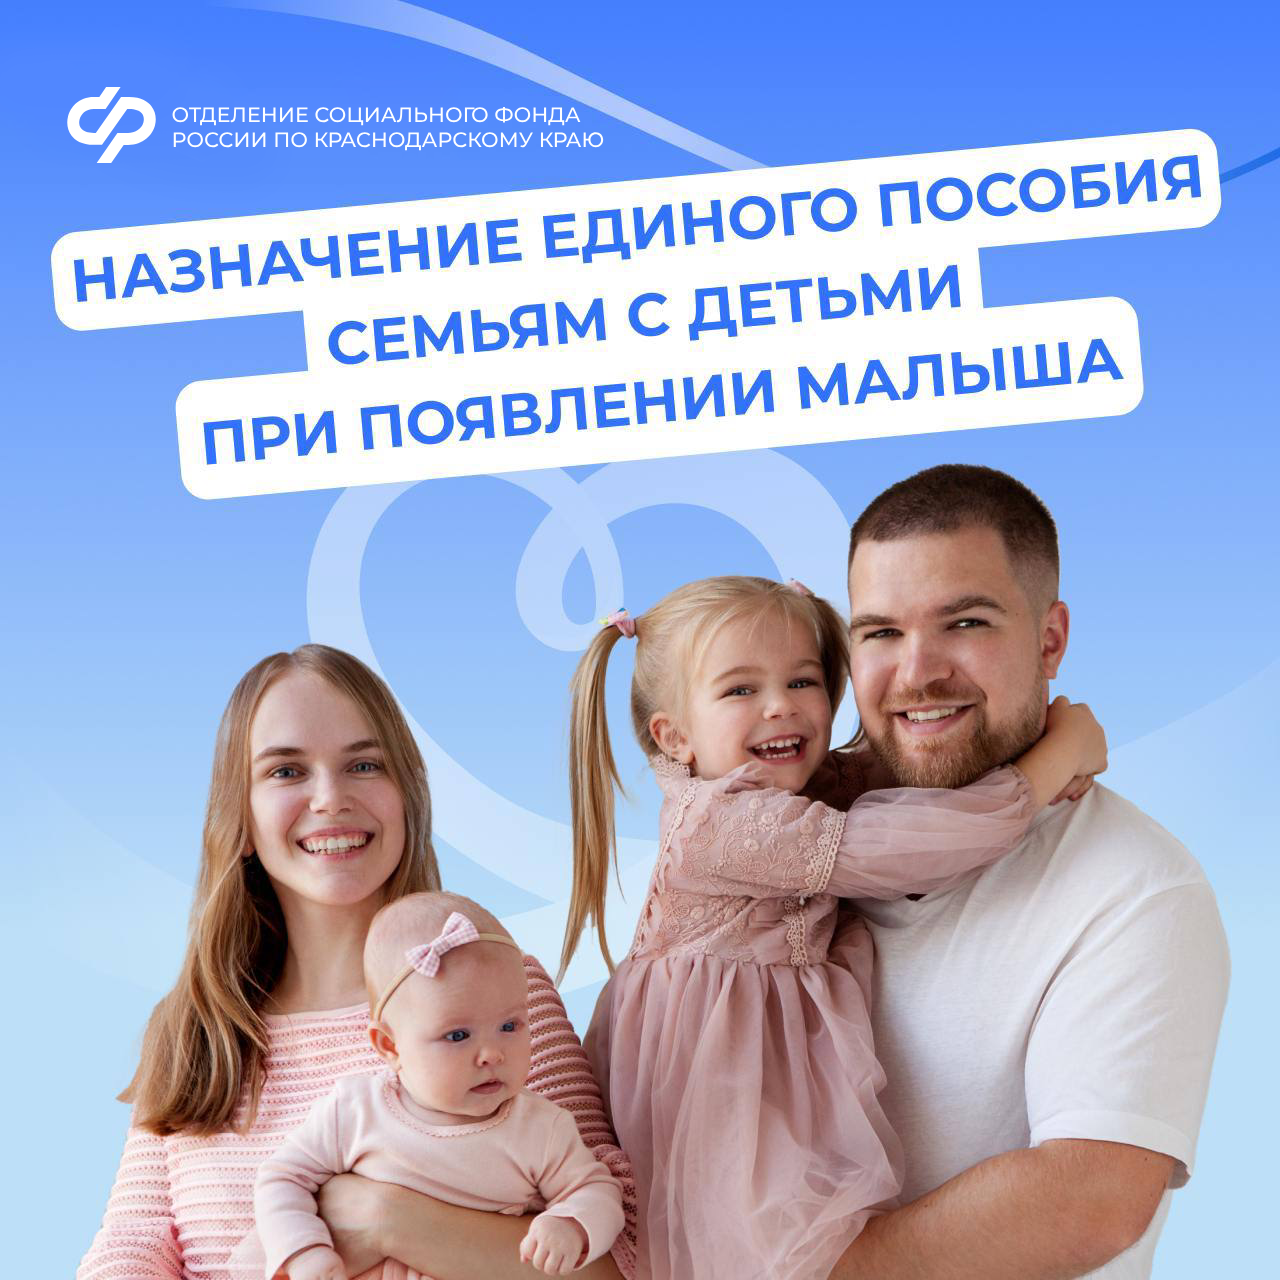 ОТДЕЛЕНИЕ СОЦИАЛЬНОГО ФОНДА
РОССИИ ПО КРАСНОДАРСКОМУ КРАЮ
НАЗНАЧЕНИЕ ЕДИНОГО ПОСОБИЯ
СЕМЬЯМ С ДЕТЬМИ
ПРИ ПОЯВЛЕНИИ МАЛЫША